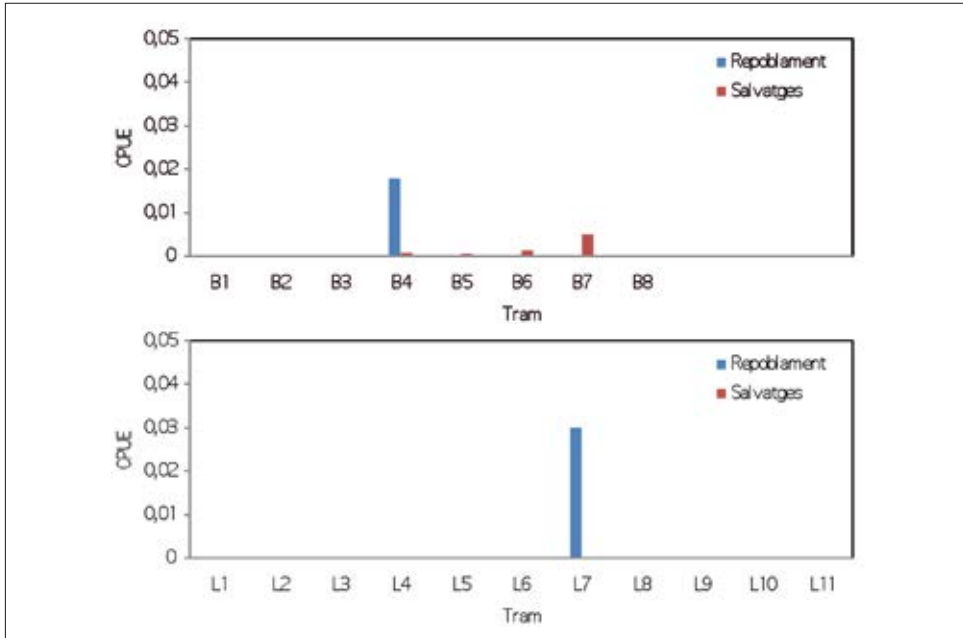 0,05
Repoblament
Salvatges
0,04
0,03
CPUE
0,02
0,01
0
B1 B2 B3 B4 B5 B6 B7 B8
Tram
0,05
Repoblament
Salvatges
0,04
0,03
CPUE
0,02
0,01
0
L1 L2 L3 L4 L5 L6 L7 L8 L9 L10 L11
Tram